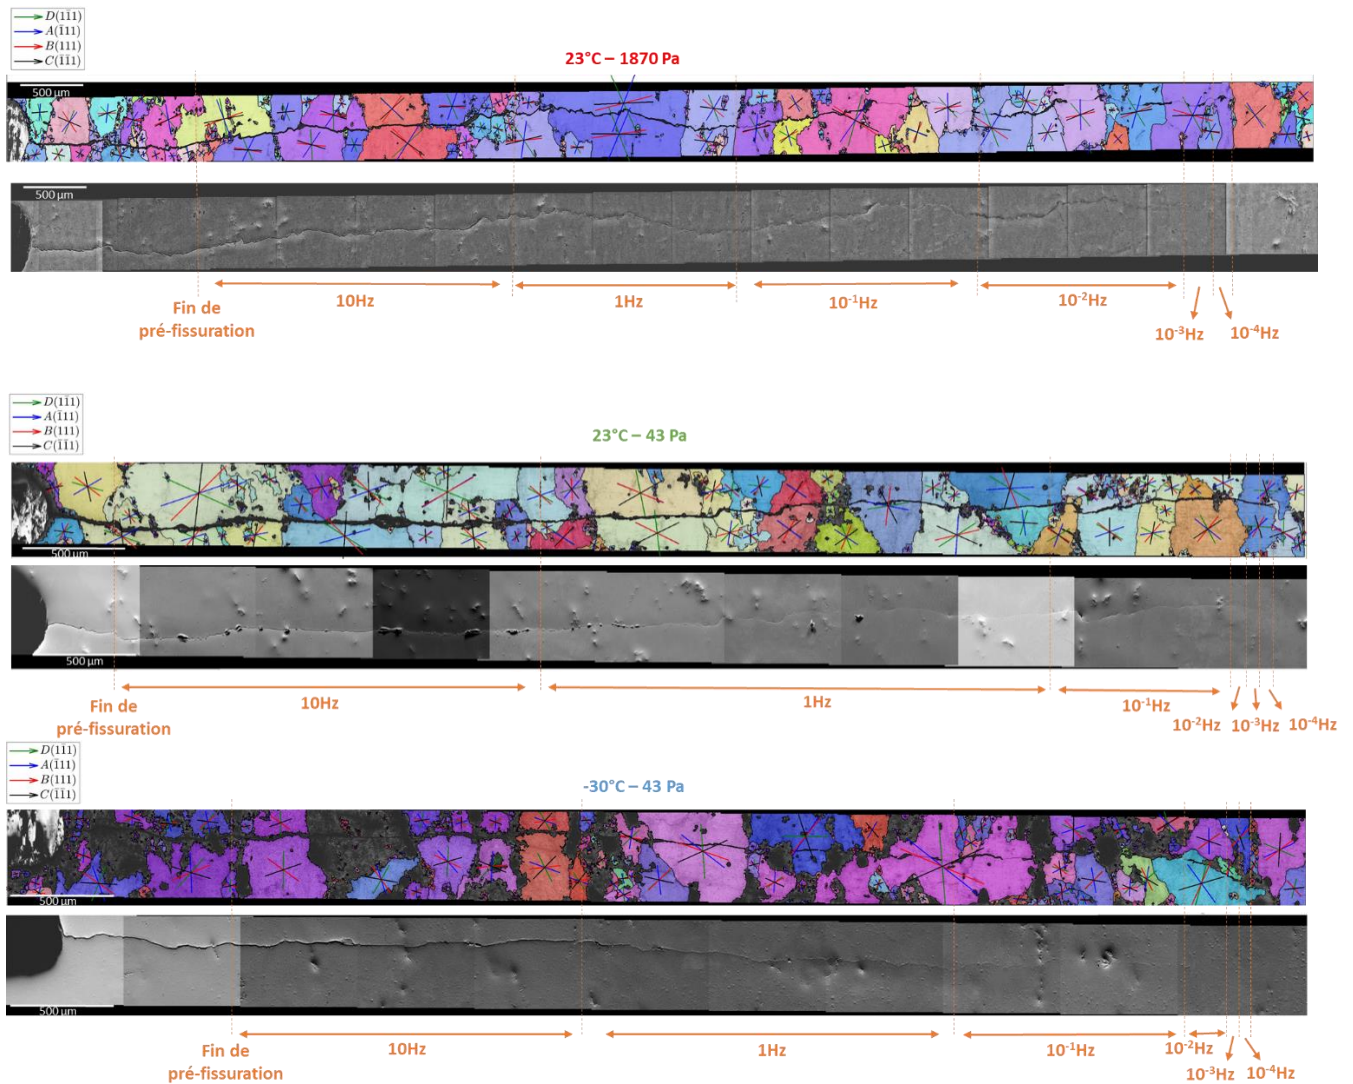 D(11̄1)
A(1̄11)
B(111)
C(1̄1̄1)
23°C – 1870 Pa
500 µm
500 µm
Fin de
pré-fissuration
10Hz
1Hz
10⁻¹Hz
10⁻²Hz
10⁻³Hz
10⁻⁴Hz
D(11̄1)
A(1̄11)
B(111)
C(1̄1̄1)
23°C – 43 Pa
500 µm
500 µm
Fin de
pré-fissuration
10Hz
1Hz
10⁻¹Hz
10⁻²Hz
10⁻³Hz
10⁻⁴Hz
D(11̄1)
A(1̄11)
B(111)
C(1̄1̄1)
-30°C – 43 Pa
500 µm
500 µm
Fin de
pré-fissuration
10Hz
1Hz
10⁻¹Hz
10⁻²Hz
10⁻³Hz
10⁻⁴Hz